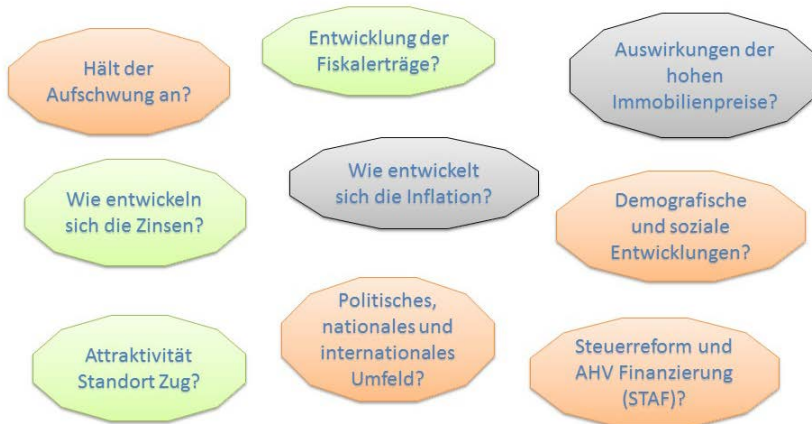 Hält der
Aufschwung an?
Entwicklung der
Fiskalerträge?
Auswirkungen der
hohen
Immobilienpreise?
Wie entwickeln
sich die Zinsen?
Wie entwickelt
sich die Inflation?
Demografische
und soziale
Entwicklungen?
Attraktivität
Standort Zug?
Politisches,
nationales und
internationales
Umfeld?
Steuerreform und
AHV Finanzierung
(STAF)?